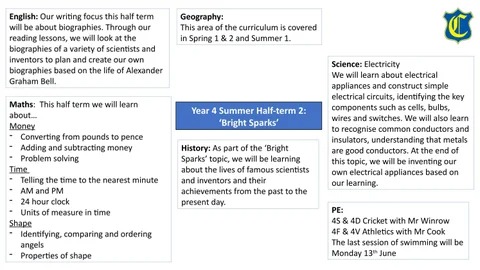 English: Our writing focus this half term
will be about biographies. Through our
reading lessons, we will look at the
biographies of a variety of scientists and
inventors to plan and create our own
biographies based on the life of Alexander
Graham Bell.
Geography:
This area of the curriculum is covered
in Spring 1 & 2 and Summer 1.
Science: Electricity
We will learn about electrical
appliances and construct simple
electrical circuits, identifying the key
components such as cells, bulbs,
wires and switches. We will also learn
to recognise common conductors and
insulators, understanding that metals
are good conductors. At the end of
this topic, we will be inventing our
own electrical appliances based on
our learning.
Maths: This half term we will learn
about...
Money
- Converting from pounds to pence
- Adding and subtracting money
- Problem solving
Time
- Telling the time to the nearest minute
- AM and PM
- 24 hour clock
- Units of measure in time
Shape
- Identifying, comparing and ordering
angels
- Properties of shape
Year 4 Summer Half-term 2:
‘Bright Sparks’
History: As part of the ‘Bright
Sparks’ topic, we will be learning
about the lives of famous scientists
and inventors and their
achievements from the past to the
present day.
PE:
4S & 4D Cricket with Mr Winrow
4F & 4V Athletics with Mr Cook
The last session of swimming will be
Monday 13th June